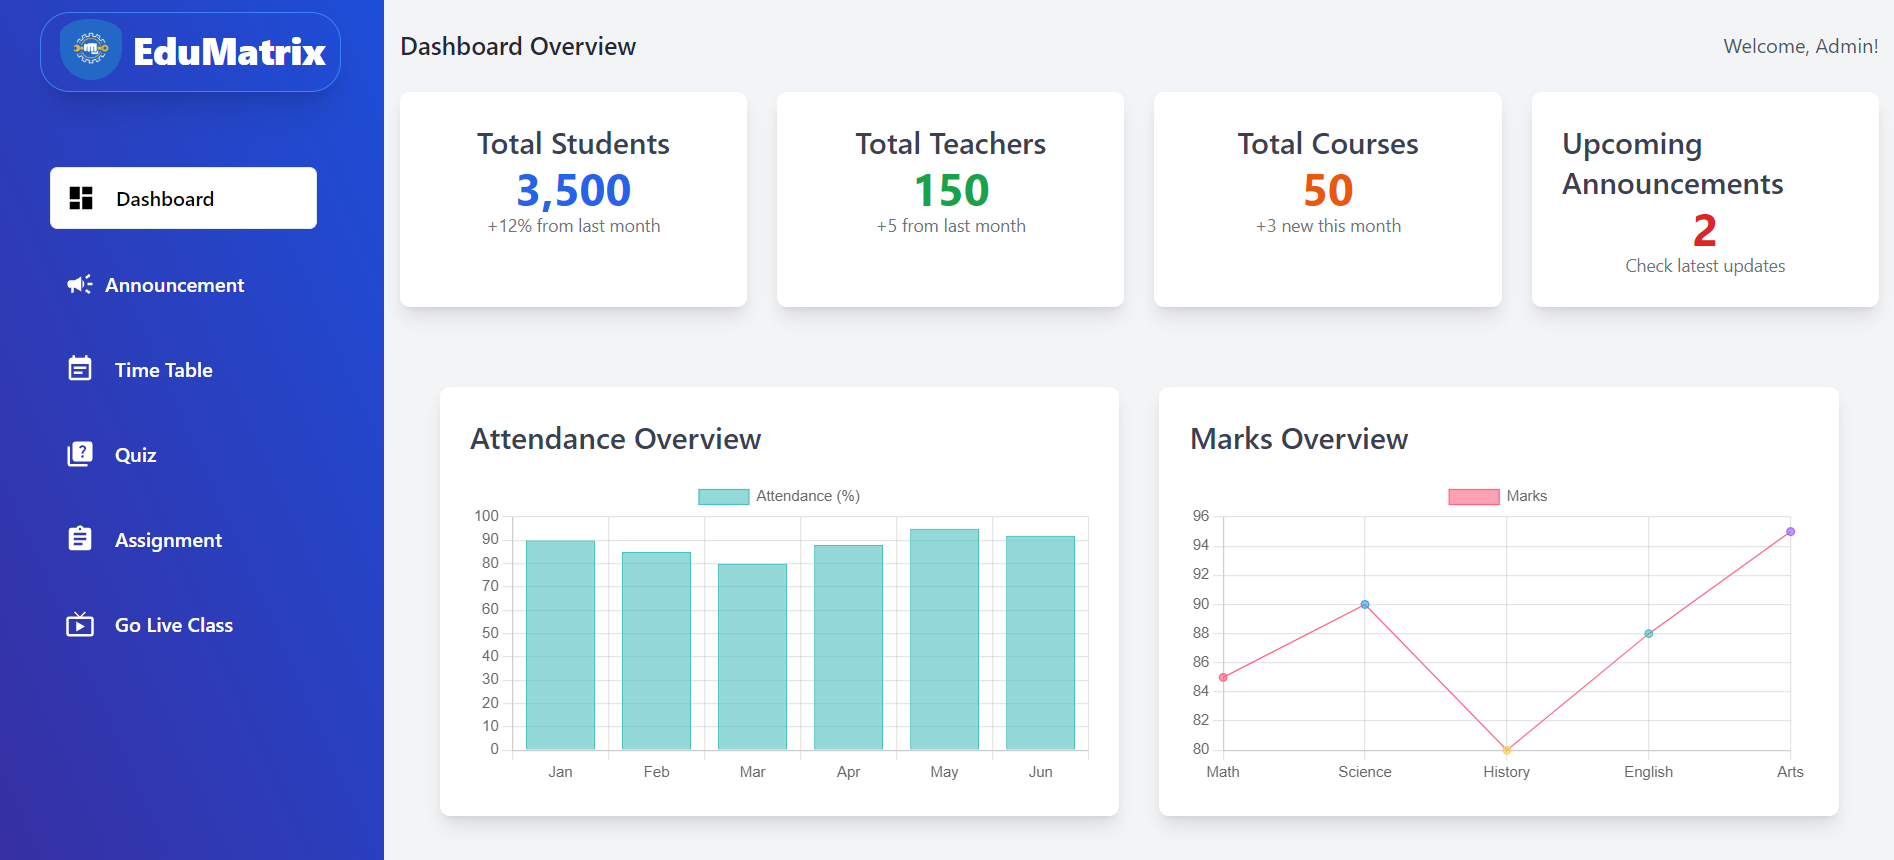 EduMatrix
Dashboard
Announcement
Time Table
Quiz
Assignment
Go Live Class
Dashboard Overview
Welcome, Admin!
Total Students
3,500
+12% from last month
Total Teachers
150
+5 from last month
Total Courses
50
+3 new this month
Upcoming
Announcements
2
Check latest updates
Attendance Overview
Attendance (%)
100
90
80
70
60
50
40
30
20
10
0
Jan Feb Mar Apr May Jun
Marks Overview
Marks
96
94
92
90
88
86
84
82
80
Math Science History English Arts